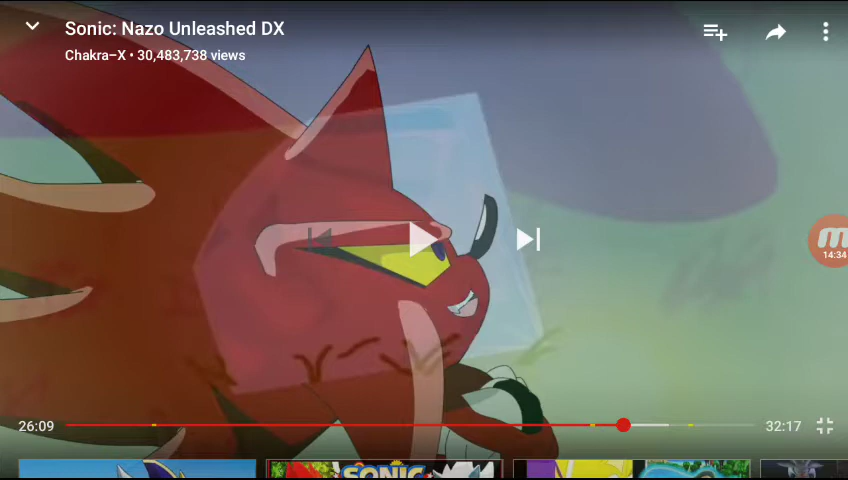 Sonic: Nazo Unleashed DX
Chakra–X • 30,483,738 views
14:34
26:09
32:17
SONIC